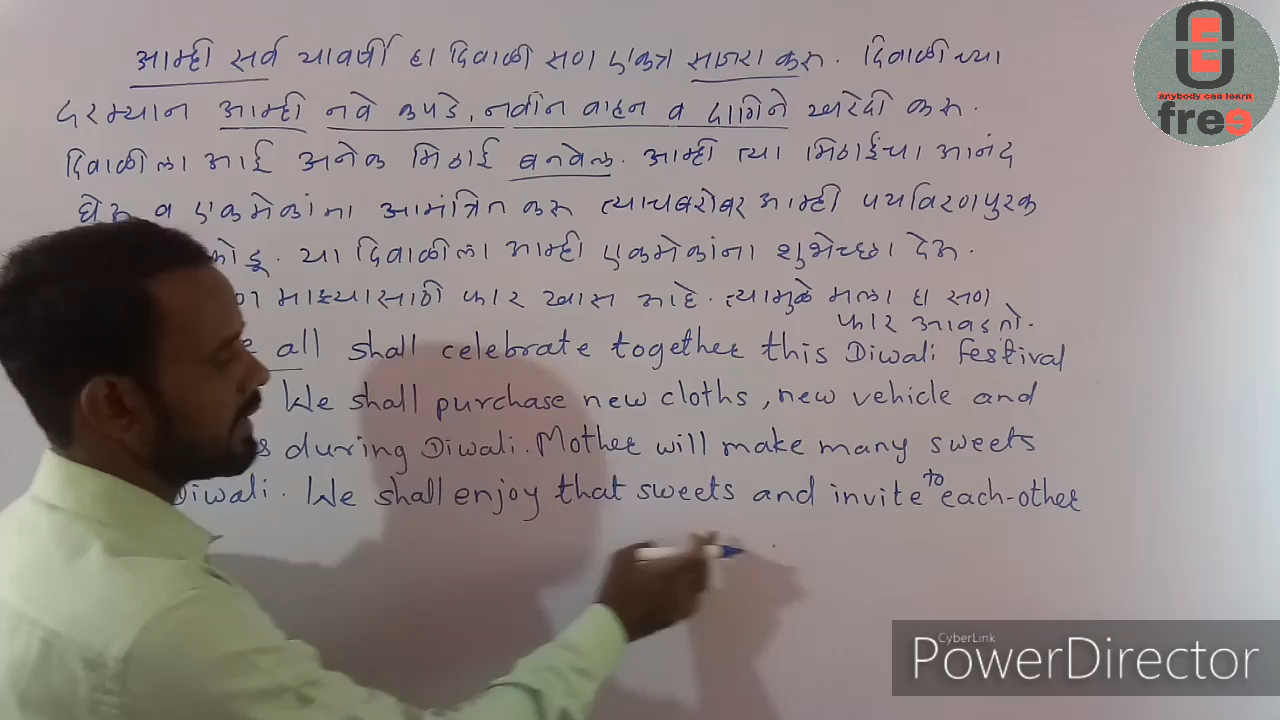 आम्ही सर्व यावर्षी हा दिवाळी सण एकत्र साजरा करू. दिवाळीच्या
दरम्यान आम्ही नवे कपडे, नवीन वाहन व दागिने खरेदी करू.
दिवाळीला आई अनेक मिठाई बनवेल. आम्ही त्या मिठाईचा आनंद
घेऊ व एकमेकांना आमंत्रित करू त्याचबरोबर आम्ही पर्यावरणपुरक
फोडू. या दिवाळीला आम्ही एकमेकांना शुभेच्छा देऊ.
माझ्यासाठी फार खास आहे. त्यामुळे मला हा सण
फार आवडतो.
all shall celebrate together this Diwali festival
We shall purchase new cloths, new vehicle and
during Diwali. Mother will make many sweets
Diwali. We shall enjoy that sweets and invite to each-other
EE
anybody can learn
free
CyberLink
PowerDirector